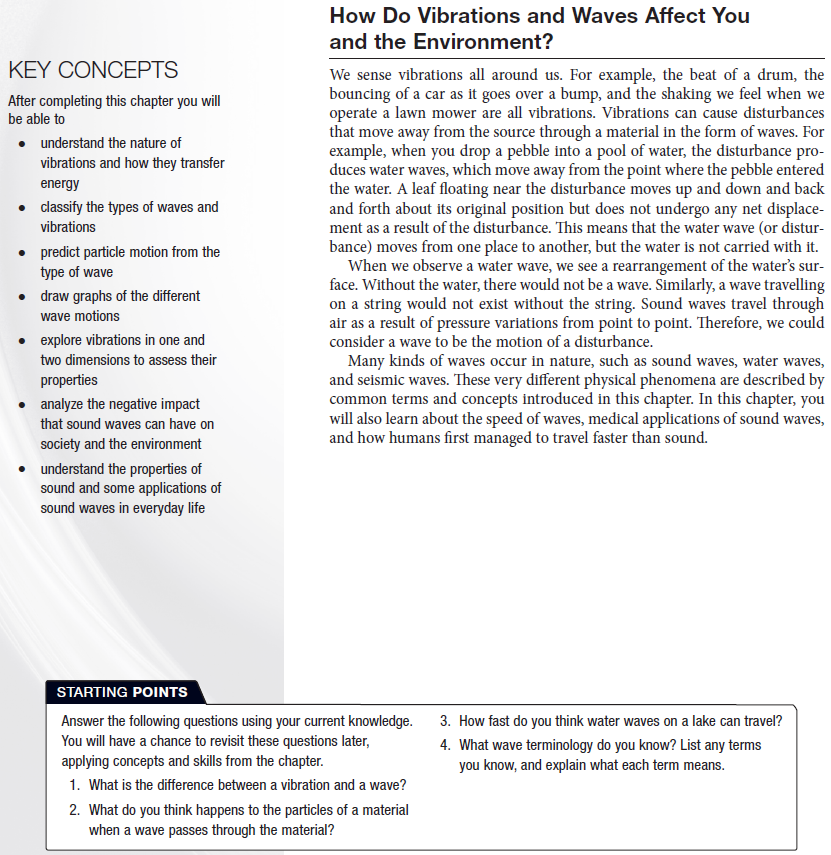 How Do Vibrations and Waves Affect You
and the Environment?
KEY CONCEPTS
After completing this chapter you will
be able to
• understand the nature of
vibrations and how they transfer
energy
• classify the types of waves and
vibrations
• predict particle motion from the
type of wave
• draw graphs of the different
wave motions
• explore vibrations in one and
two dimensions to assess their
properties
• analyze the negative impact
that sound waves can have on
society and the environment
• understand the properties of
sound and some applications of
sound waves in everyday life
We sense vibrations all around us. For example, the beat of a drum, the
bouncing of a car as it goes over a bump, and the shaking we feel when we
operate a lawn mower are all vibrations. Vibrations can cause disturbances
that move away from the source through a material in the form of waves. For
example, when you drop a pebble into a pool of water, the disturbance pro-
duces water waves, which move away from the point where the pebble entered
the water. A leaf floating near the disturbance moves up and down and back
and forth about its original position but does not undergo any net displace-
ment as a result of the disturbance. This means that the water wave (or distur-
bance) moves from one place to another, but the water is not carried with it.
When we observe a water wave, we see a rearrangement of the water's sur-
face. Without the water, there would not be a wave. Similarly, a wave travelling
on a string would not exist without the string. Sound waves travel through
air as a result of pressure variations from point to point. Therefore, we could
consider a wave to be the motion of a disturbance.
Many kinds of waves occur in nature, such as sound waves, water waves,
and seismic waves. These very different physical phenomena are described by
common terms and concepts introduced in this chapter. In this chapter, you
will also learn about the speed of waves, medical applications of sound waves,
and how humans first managed to travel faster than sound.
STARTING POINTS
Answer the following questions using your current knowledge.
You will have a chance to revisit these questions later,
applying concepts and skills from the chapter.
1. What is the difference between a vibration and a wave?
2. What do you think happens to the particles of a material
when a wave passes through the material?
3. How fast do you think water waves on a lake can travel?
4. What wave terminology do you know? List any terms
you know, and explain what each term means.